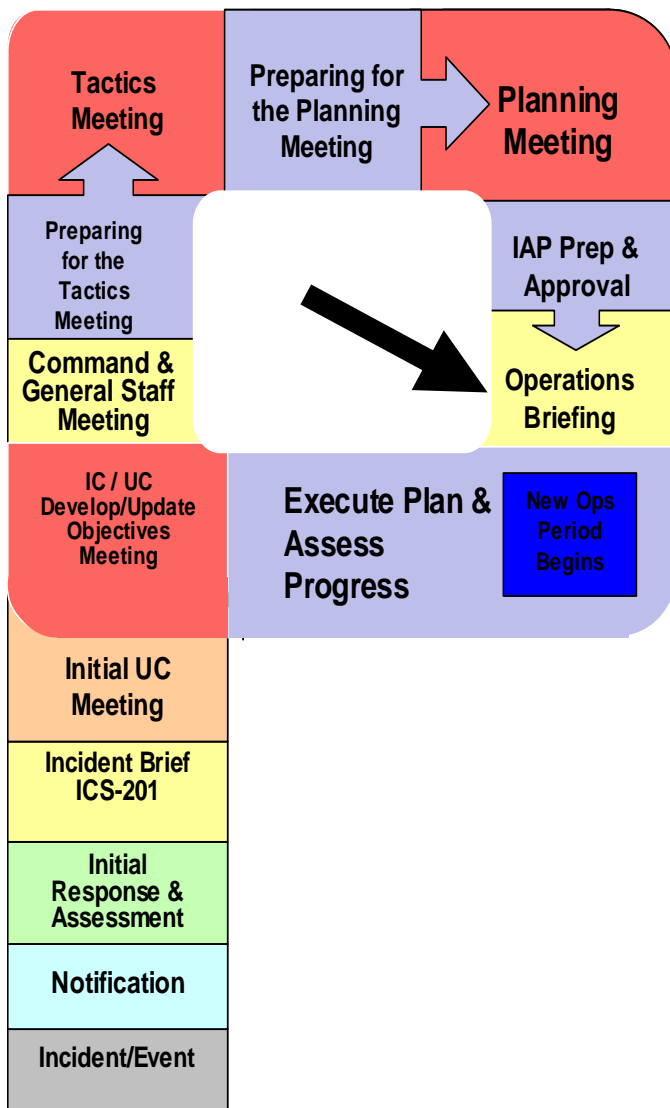 Tactics
Meeting
Preparing for
the Planning
Meeting
Planning
Meeting
Preparing
for the
Tactics
Meeting
IAP Prep &
Approval
Command &
General Staff
Meeting
Operations
Briefing
IC / UC
Develop/Update
Objectives
Meeting
Execute Plan &
Assess
Progress
New Ops
Period
Begins
Initial UC
Meeting
Incident Brief
ICS-201
Initial
Response &
Assessment
Notification
Incident/Event